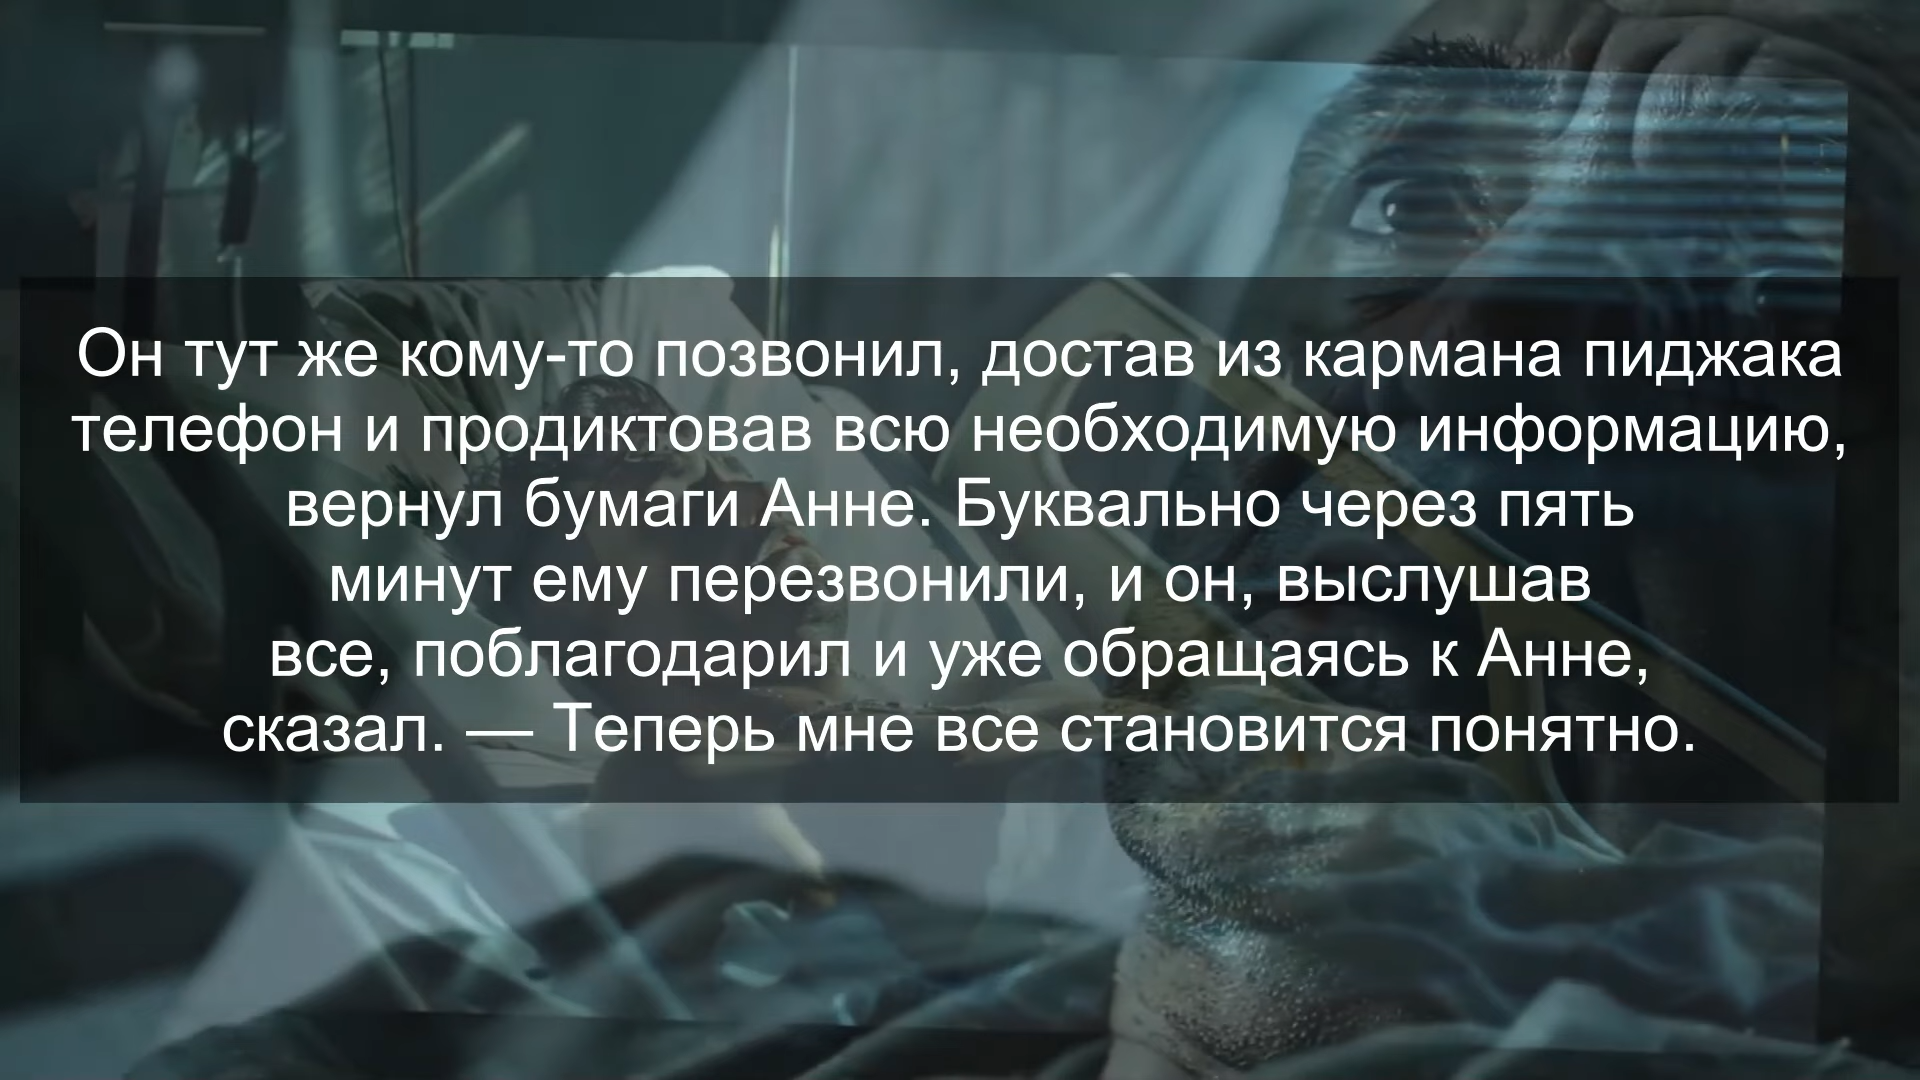 Он тут же кому-то позвонил, достав из кармана пиджака
телефон и продиктовав всю необходимую информацию,
вернул бумаги Анне. Буквально через пять
минут ему перезвонили, и он, выслушав
все, поблагодарил и уже обращаясь к Анне,
сказал. — Теперь мне все становится понятно.